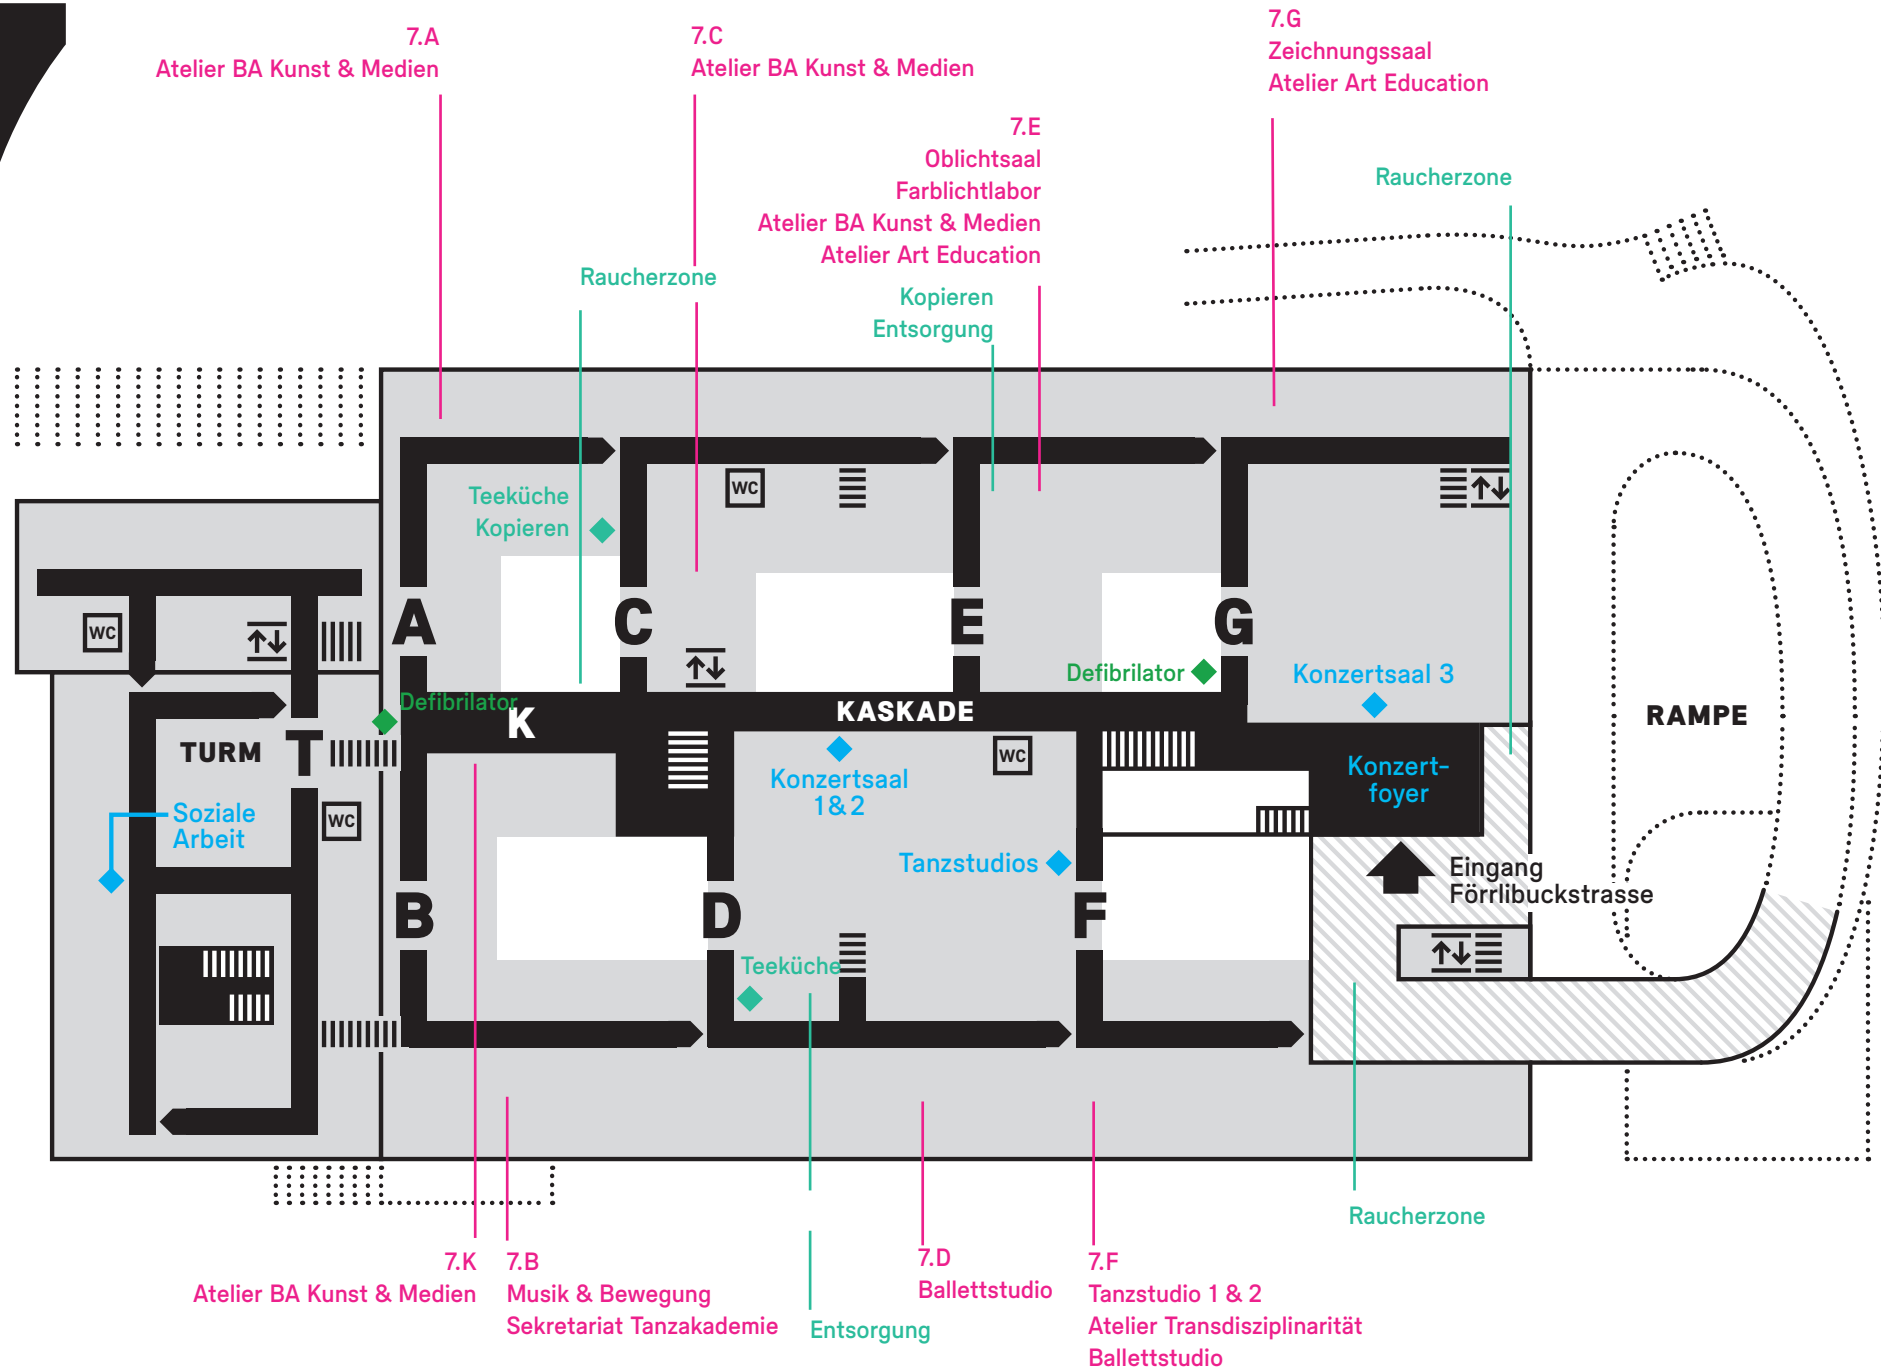 7.A
Atelier BA Kunst & Medien
7.C
Atelier BA Kunst & Medien
7.G
Zeichnungssaal
Atelier Art Education
7.E
Oblichtsaal
Farblichtlabor
Atelier BA Kunst & Medien
Atelier Art Education
Raucherzone
Raucherzone
Kopieren
Entsorgung
Teeküche
Kopieren
WC
WC
A
C
E
G
Defibrilator
Konzertsaal 3
Defibrilator
K
KASKADE
RAMPE
TURM
T
WC
Konzertsaal
1&2
Konzert-
foyer
Soziale
Arbeit
WC
Tanzstudios
Eingang
Förrlibuckstrasse
B
D
F
Teeküche
Raucherzone
7.K
Atelier BA Kunst & Medien
7.B
Musik & Bewegung
Sekretariat Tanzakademie
Entsorgung
7.D
Ballettstudio
7.F
Tanzstudio 1 & 2
Atelier Transdisziplinarität
Ballettstudio